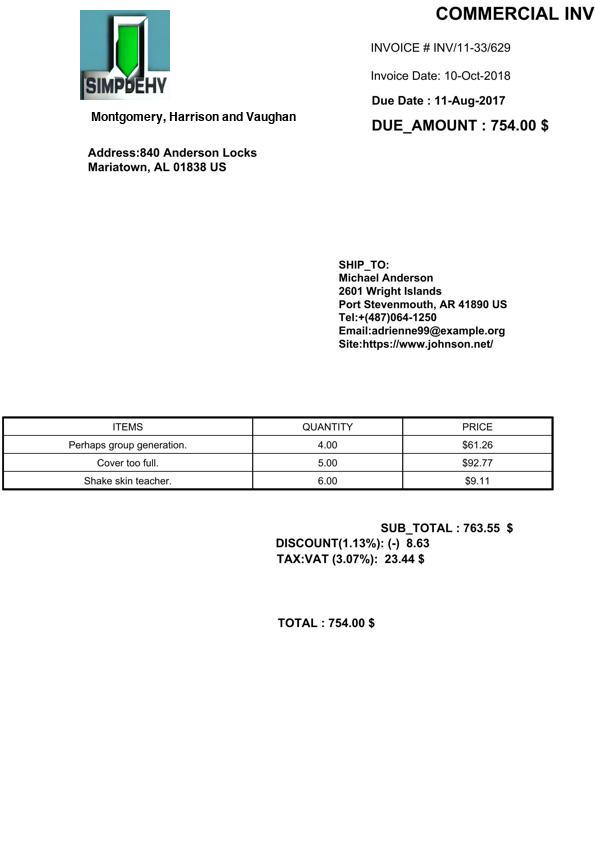 COMMERCIAL INV
INVOICE # INV/11-33/629
Invoice Date: 10-Oct-2018
Due Date : 11-Aug-2017
DUE_AMOUNT : 754.00 $
SIMPDEHY
Montgomery, Harrison and Vaughan
Address:840 Anderson Locks
Mariatown, AL 01838 US
SHIP_TO:
Michael Anderson
2601 Wright Islands
Port Stevenmouth, AR 41890 US
Tel:+(487)064-1250
Email:adrienne99@example.org
Site:https://www.johnson.net/
ITEMS QUANTITY PRICE
Perhaps group generation. 4.00 $61.26
Cover too full. 5.00 $92.77
Shake skin teacher. 6.00 $9.11
SUB_TOTAL : 763.55 $
DISCOUNT(1.13%): (-) 8.63
TAX:VAT (3.07%): 23.44 $
TOTAL : 754.00 $